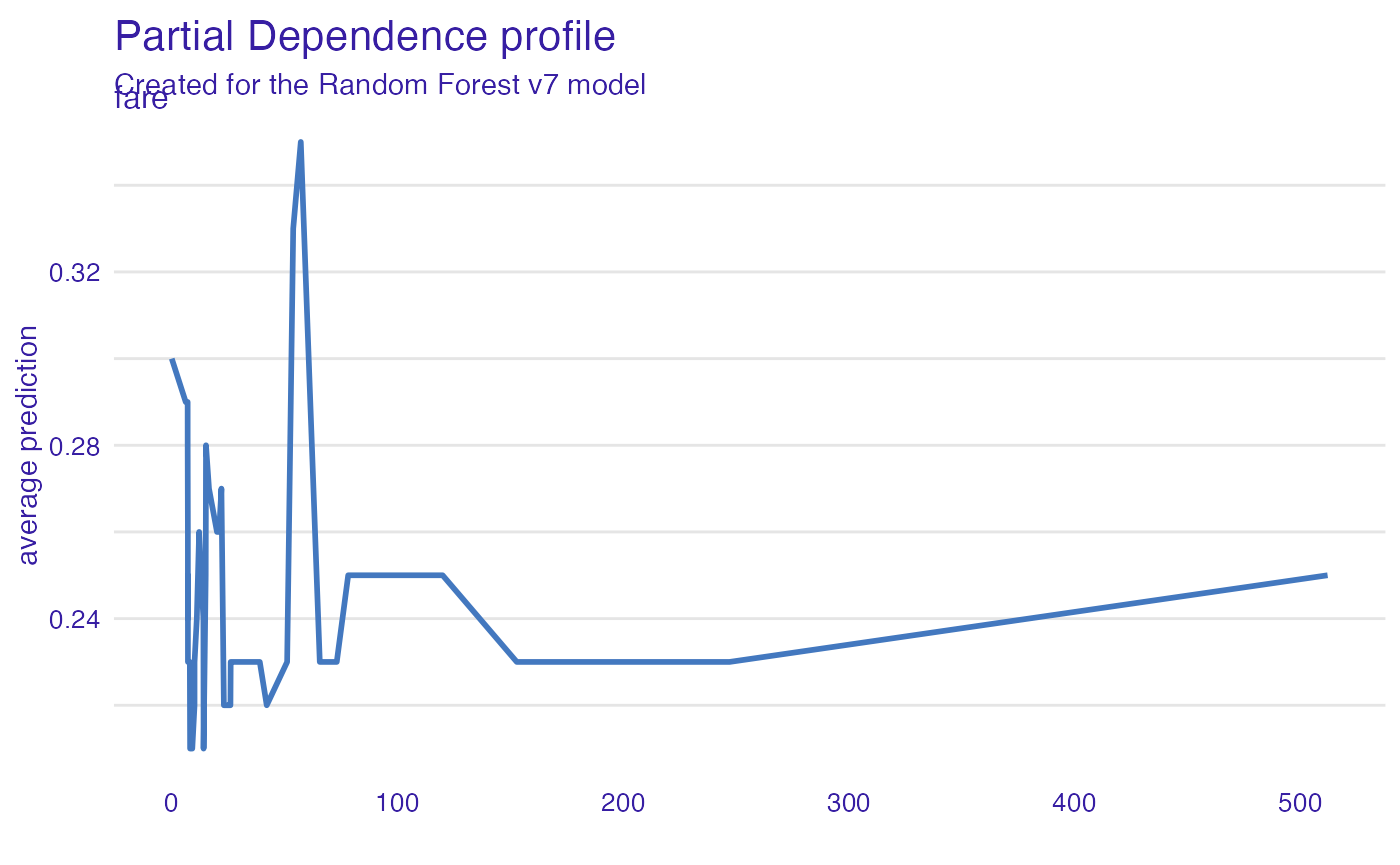 Partial Dependence profile
Created for the Random Forest v7 model
fare
0.32
0.28
0.24
average prediction
0
100
200
300
400
500